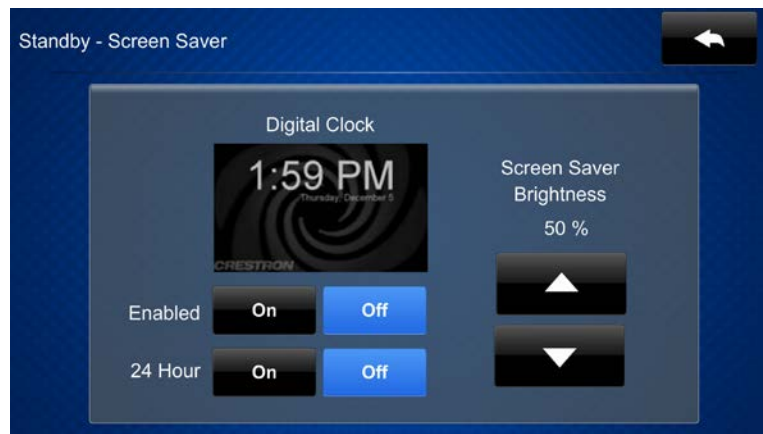 Standby - Screen Saver
Digital Clock
1:59 PM
Thursday, December 5
CRESTRON
Screen Saver
Brightness
50 %
Enabled
On
Off
24 Hour
On
Off